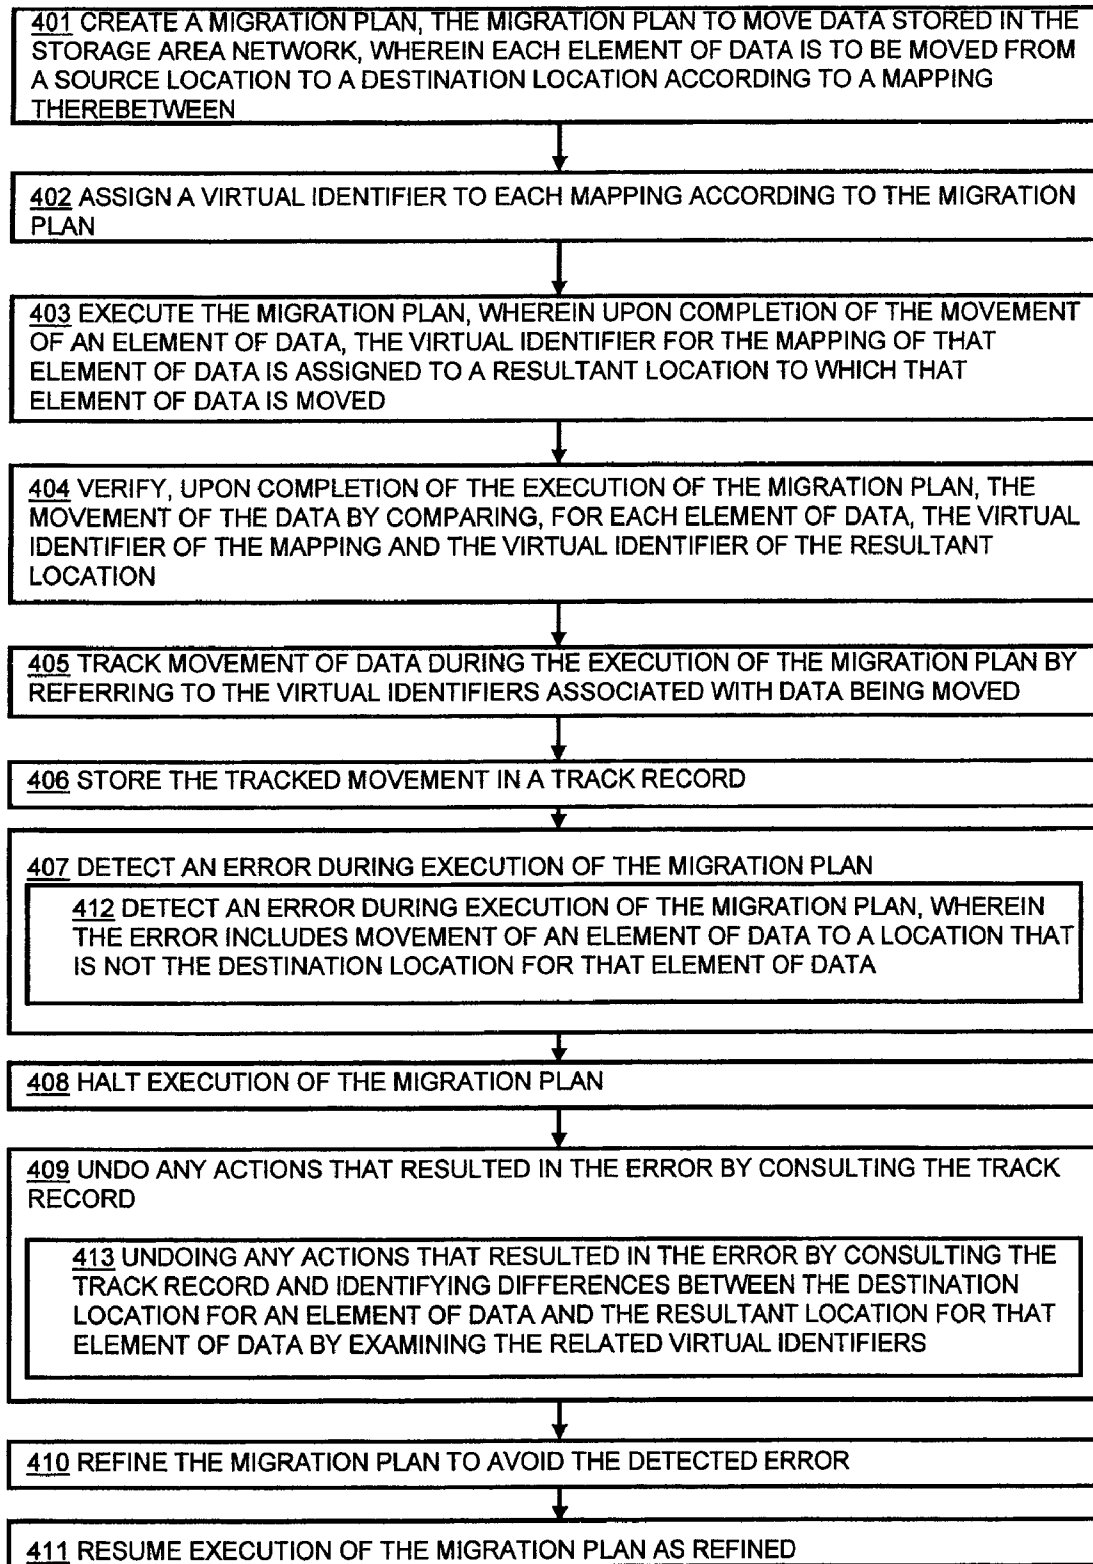 401 CREATE A MIGRATION PLAN, THE MIGRATION PLAN TO MOVE DATA STORED IN THE
STORAGE AREA NETWORK, WHEREIN EACH ELEMENT OF DATA IS TO BE MOVED FROM
A SOURCE LOCATION TO A DESTINATION LOCATION ACCORDING TO A MAPPING
THEREBETWEEN
402 ASSIGN A VIRTUAL IDENTIFIER TO EACH MAPPING ACCORDING TO THE MIGRATION
PLAN
403 EXECUTE THE MIGRATION PLAN, WHEREIN UPON COMPLETION OF THE MOVEMENT
OF AN ELEMENT OF DATA, THE VIRTUAL IDENTIFIER FOR THE MAPPING OF THAT
ELEMENT OF DATA IS ASSIGNED TO A RESULTANT LOCATION TO WHICH THAT
ELEMENT OF DATA IS MOVED
404 VERIFY, UPON COMPLETION OF THE EXECUTION OF THE MIGRATION PLAN, THE
MOVEMENT OF THE DATA BY COMPARING, FOR EACH ELEMENT OF DATA, THE VIRTUAL
IDENTIFIER OF THE MAPPING AND THE VIRTUAL IDENTIFIER OF THE RESULTANT
LOCATION
405 TRACK MOVEMENT OF DATA DURING THE EXECUTION OF THE MIGRATION PLAN BY
REFERRING TO THE VIRTUAL IDENTIFIERS ASSOCIATED WITH DATA BEING MOVED
406 STORE THE TRACKED MOVEMENT IN A TRACK RECORD
407 DETECT AN ERROR DURING EXECUTION OF THE MIGRATION PLAN
412 DETECT AN ERROR DURING EXECUTION OF THE MIGRATION PLAN, WHEREIN
THE ERROR INCLUDES MOVEMENT OF AN ELEMENT OF DATA TO A LOCATION THAT
IS NOT THE DESTINATION LOCATION FOR THAT ELEMENT OF DATA
408 HALT EXECUTION OF THE MIGRATION PLAN
409 UNDO ANY ACTIONS THAT RESULTED IN THE ERROR BY CONSULTING THE TRACK
RECORD
413 UNDOING ANY ACTIONS THAT RESULTED IN THE ERROR BY CONSULTING THE
TRACK RECORD AND IDENTIFYING DIFFERENCES BETWEEN THE DESTINATION
LOCATION FOR AN ELEMENT OF DATA AND THE RESULTANT LOCATION FOR THAT
ELEMENT OF DATA BY EXAMINING THE RELATED VIRTUAL IDENTIFIERS
410 REFINE THE MIGRATION PLAN TO AVOID THE DETECTED ERROR
411 RESUME EXECUTION OF THE MIGRATION PLAN AS REFINED